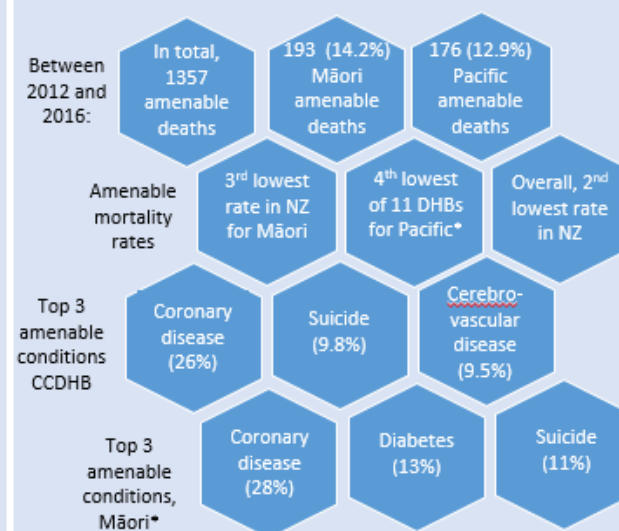 Between
2012 and
2016:
In total,
1357
amenable
deaths
193 (14.2%)
Māori
amenable
deaths
176 (12.9%)
Pacific
amenable
deaths
Amenable
mortality
rates
3rd lowest
rate in NZ
for Māori
4th lowest
of 11 DHBs
for Pacific*
Overall, 2nd
lowest rate
in NZ
Top 3
amenable
conditions
CCDHB
Coronary
disease
(26%)
Suicide
(9.8%)
Cerebro-
vascular
disease
(9.5%)
Top 3
amenable
conditions,
Māori*
Coronary
disease
(28%)
Diabetes
(13%)
Suicide
(11%)